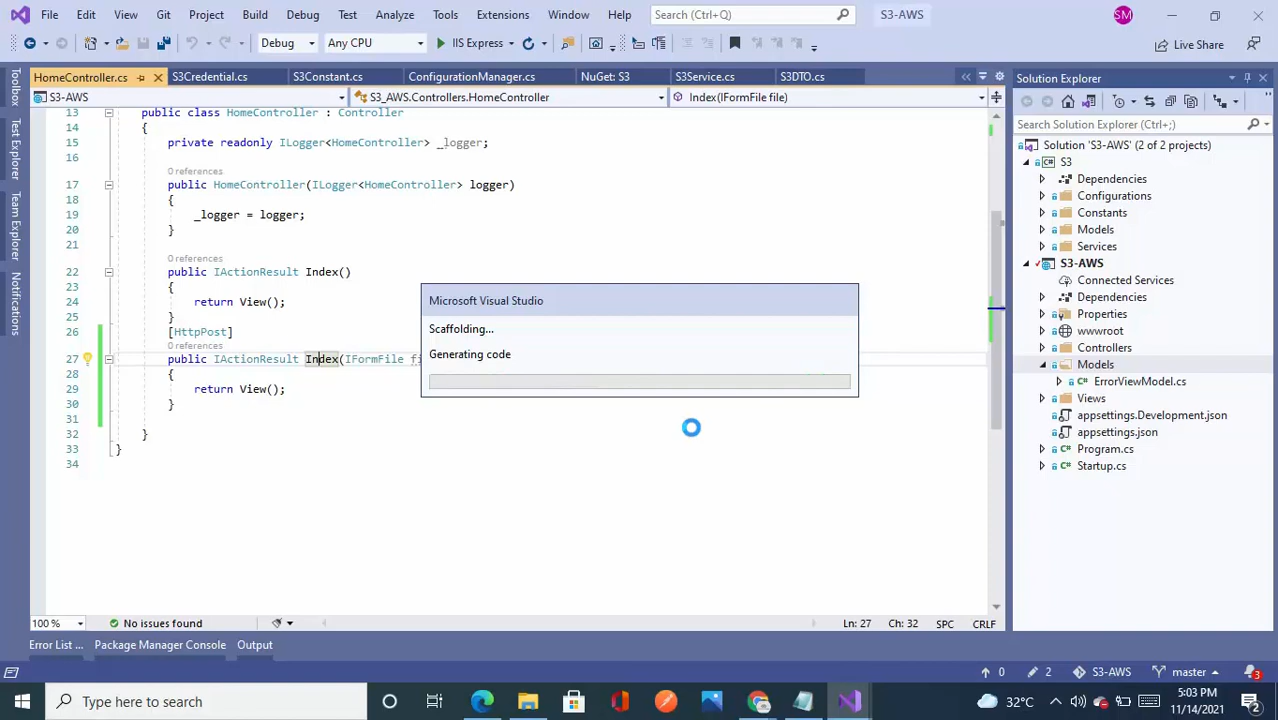 File Edit View Git Project Build Debug Test Analyze Tools Extensions Window Help Search (Ctrl+Q) S3-AWS SM
Debug Any CPU IIS Express Live Share
HomeController.cs S3Credential.cs S3Constant.cs ConfigurationManager.cs NuGet: S3 S3Service.cs S3DTO.cs
S3-AWS S3_AWS.Controllers.HomeController Index(IFormFile file)
Toolbox
Test Explorer
Team Explorer
Notifications
13 public class HomeController : Controller
14 {
15 private readonly ILogger<HomeController> _logger;
16
0 references
17 public HomeController(ILogger<HomeController> logger)
18 {
19 _logger = logger;
20 }
21
0 references
22 public IActionResult Index()
23 {
24 return View();
25 }
26 [HttpPost]
0 references
27 public IActionResult Index(IFormFile fi
28 {
29 return View();
30 }
31
32 }
33 }
34
Microsoft Visual Studio
Scaffolding...
Generating code
Solution Explorer
Search Solution Explorer (Ctrl+;)
Solution 'S3-AWS' (2 of 2 projects)
S3
Dependencies
Configurations
Constants
Models
Services
S3-AWS
Connected Services
Dependencies
Properties
wwwroot
Controllers
Models
ErrorViewModel.cs
Views
appsettings.Development.json
appsettings.json
Program.cs
Startup.cs
100 % No issues found Ln: 27 Ch: 32 SPC CRLF
Error List ... Package Manager Console Output
0 2 S3-AWS master 3
Type here to search 32°C 5:03 PM
11/14/2021 2